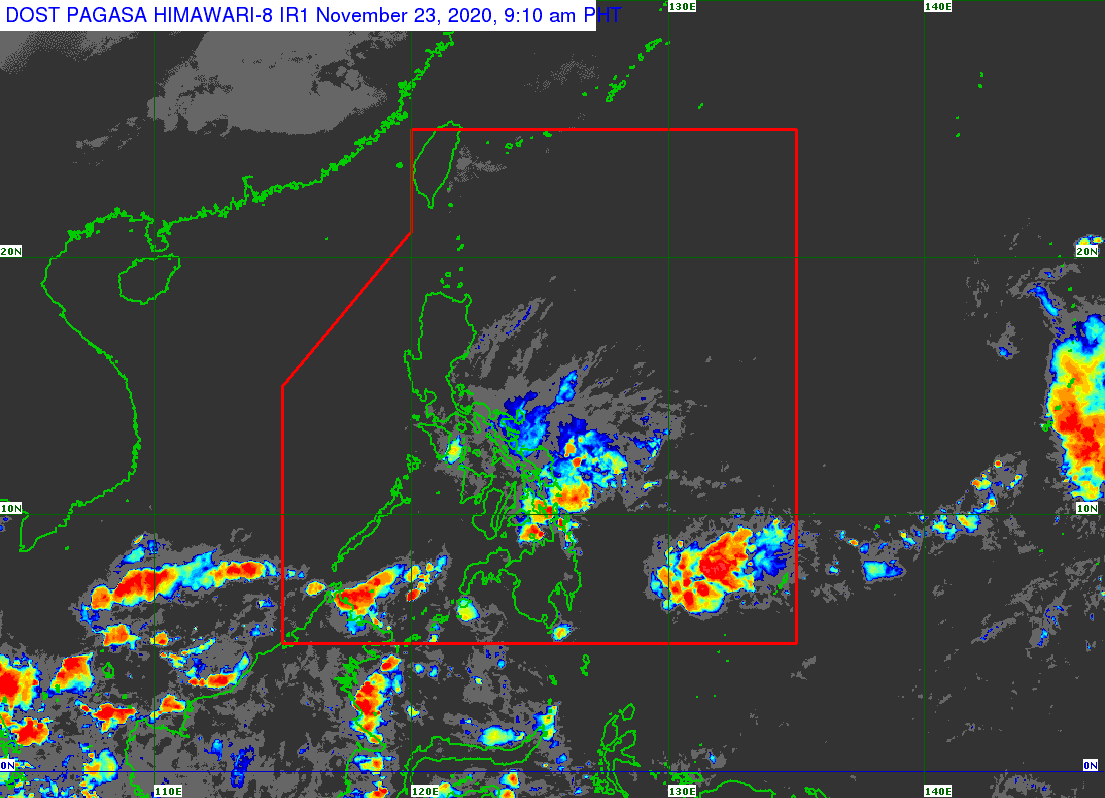 DOST PAGASA HIMAWARI-8 IR1 November 23, 2020, 9:10 am PHT
130E 140E
20N 20N
10N 10N
0N 0N
110E 120E 130E 140E